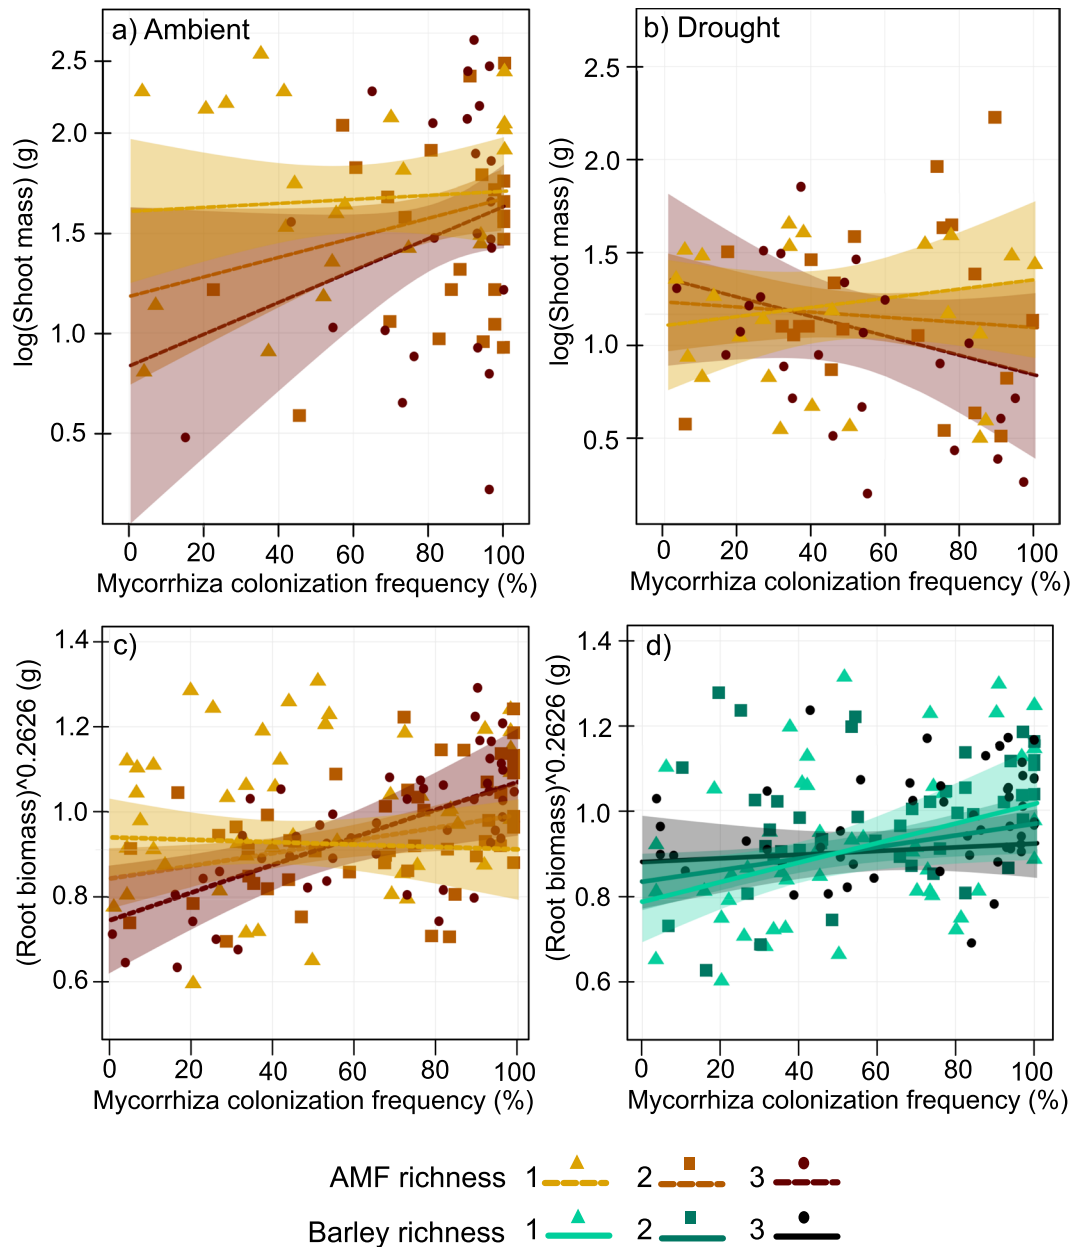 a) Ambient
log(Shoot mass) (g)
2.5
2.0
1.5
1.0
0.5
0 20 40 60 80 100
Mycorrhiza colonization frequency (%)
b) Drought
log(Shoot mass) (g)
2.5
2.0
1.5
1.0
0.5
0 20 40 60 80 100
Mycorrhiza colonization frequency (%)
c)
(Root biomass)^0.2626 (g)
1.4
1.2
1.0
0.8
0.6
0 20 40 60 80 100
Mycorrhiza colonization frequency (%)
d)
(Root biomass)^0.2626 (g)
1.4
1.2
1.0
0.8
0.6
0 20 40 60 80 100
Mycorrhiza colonization frequency (%)
AMF richness 1 2 3
Barley richness 1 2 3